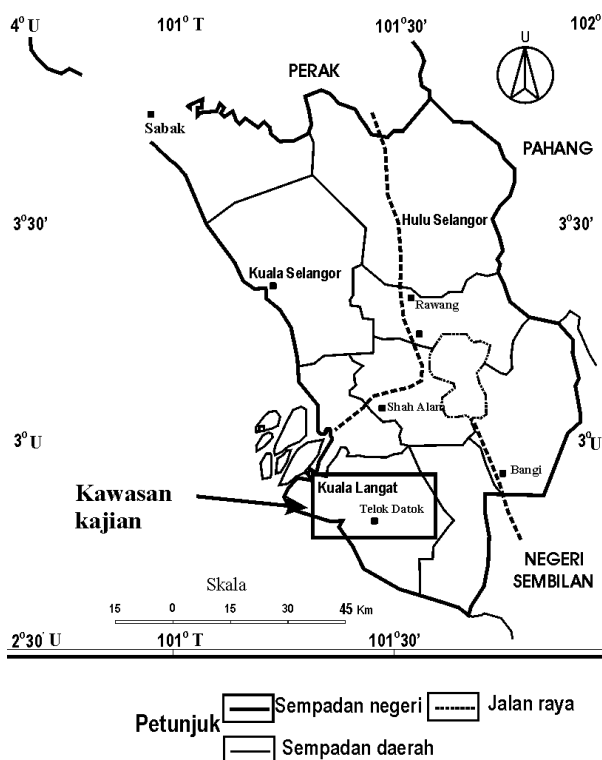 4° U
101° T
101°30'
102°
U
PERAK
Sabak
PAHANG
3°30'
3°30'
Hulu Selangor
Kuala Selangor
Rawang
Shah Alam
3° U
3° U
Bangi
Kuala Langat
Kawasan
kajian
Telok Datok
NEGERI
SEMBILAN
Skala
15 0 15 30 45 Km
2°30' U
101° T
101°30'
Petunjuk
Sempadan negeri
Jalan raya
Sempadan daerah